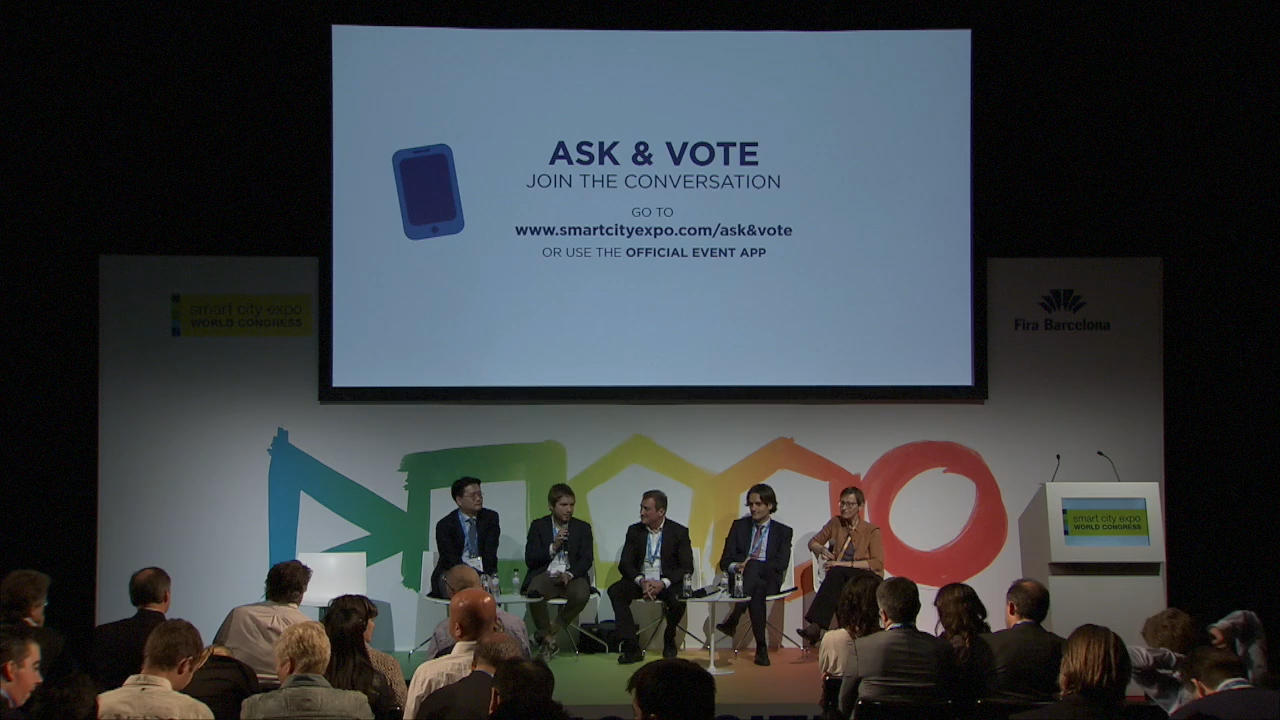 ASK & VOTE
JOIN THE CONVERSATION
GO TO
www.smartcityexpo.com/ask&vote
OR USE THE OFFICIAL EVENT APP
smart city expo
WORLD CONGRESS
Fira Barcelona
smart city expo
WORLD CONGRESS